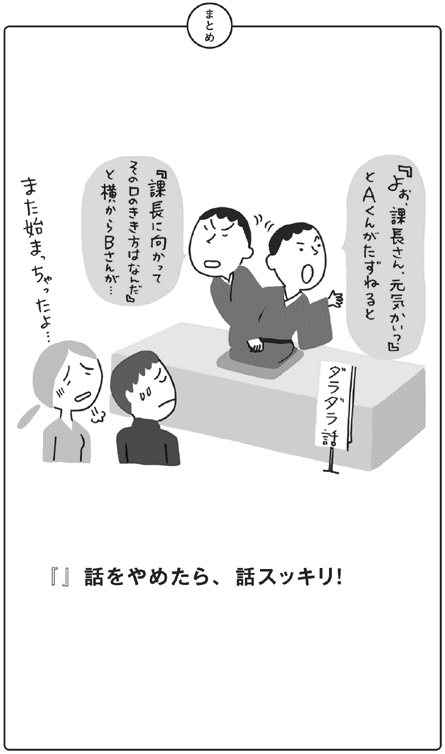 まとめ
『よぉ、課長さん、元気かい?』
とAくんがたずねると
『課長に向かって
その口のきき方はなんだ』
と横からBさんが…
また始まっちゃったよ…
ダラダラ話
『』話をやめたら、話スッキリ!